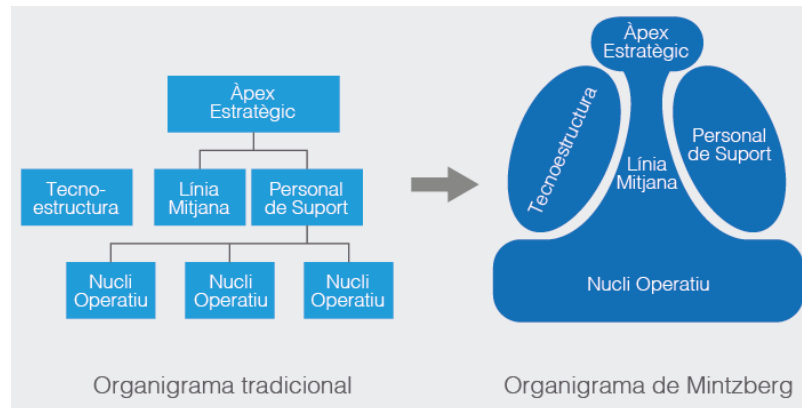 Àpex
Estratègic
Tecno-
estructura
Línia
Mitjana
Personal
de Suport
Nucli
Operatiu
Nucli
Operatiu
Nucli
Operatiu
Organigrama tradicional
Àpex
Estratègic
Tecnoestructura
Línia
Mitjana
Personal
de Suport
Nucli Operatiu
Organigrama de Mintzberg